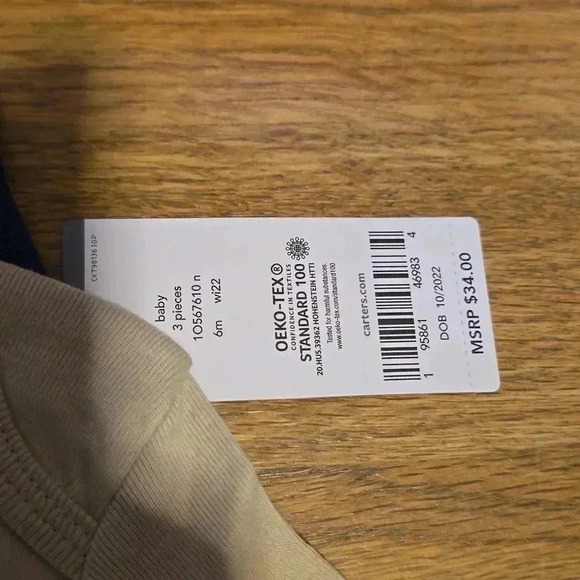 CKT981361GP
baby
3 pieces
1O567610 n
6m wi22
OEKO-TEX®
CONFIDENCE IN TEXTILES
STANDARD 100
20.HUS.39362 HOHENSTEIN HTTI
Tested for harmful substances.
www.oeko-tex.com/standard100
carters.com
1 95861 46983 4
DOB 10/2022
MSRP $34.00